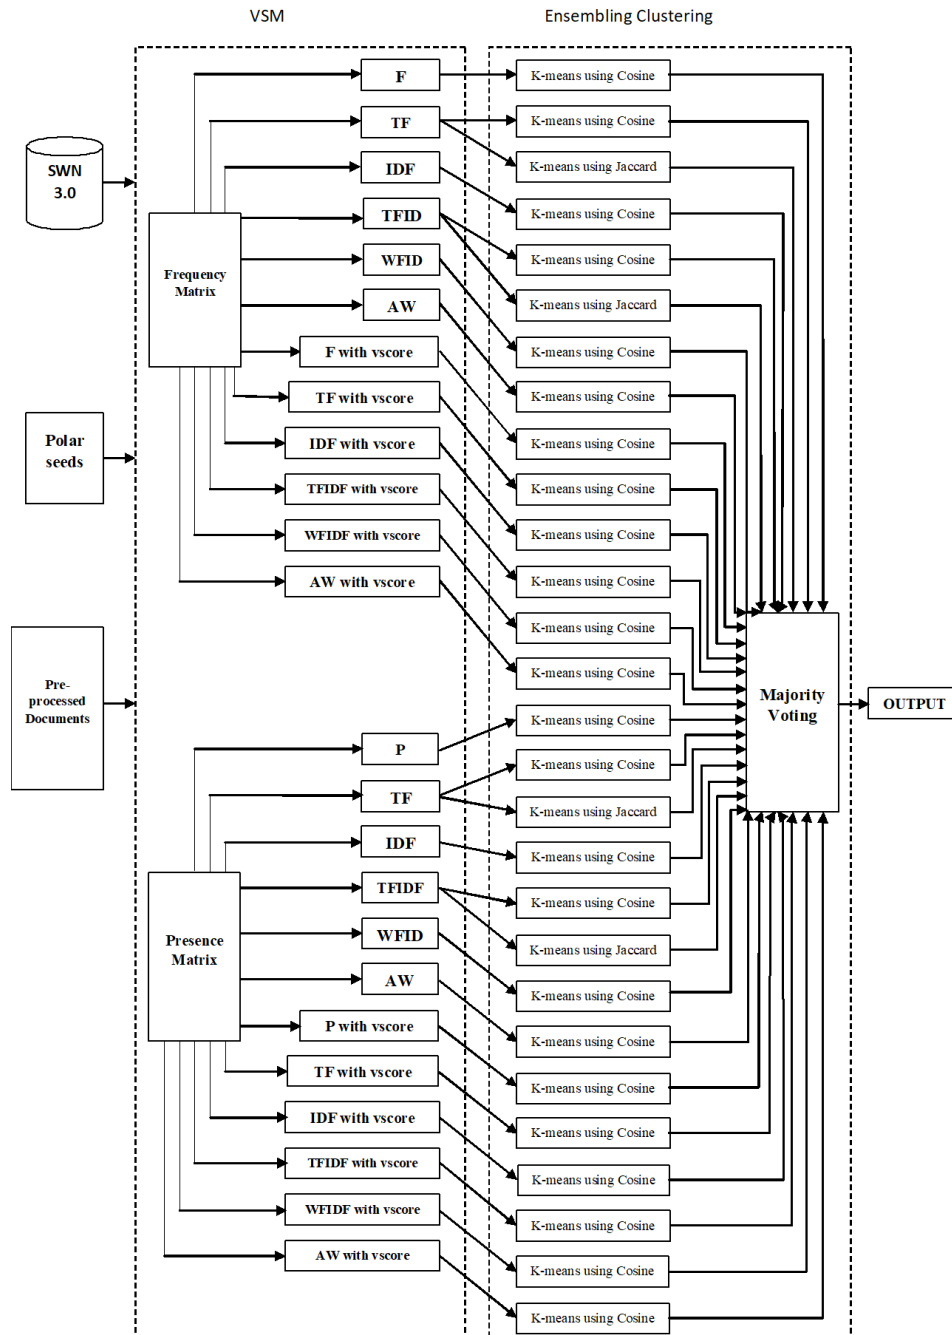 VSM
Ensembling Clustering
SWN
3.0
Polar
seeds
Pre-
processed
Documents
Frequency
Matrix
F
TF
IDF
TFID
WFID
AW
F with vscore
TF with vscore
IDF with vscore
TFIDF with vscore
WFIDF with vscore
AW with vscore
Presence
Matrix
P
TF
IDF
TFIDF
WFID
AW
P with vscore
TF with vscore
IDF with vscore
TFIDF with vscore
WFIDF with vscore
AW with vscore
K-means using Cosine
K-means using Cosine
K-means using Jaccard
K-means using Cosine
K-means using Cosine
K-means using Jaccard
K-means using Cosine
K-means using Cosine
K-means using Cosine
K-means using Cosine
K-means using Cosine
K-means using Cosine
K-means using Cosine
K-means using Cosine
K-means using Cosine
K-means using Cosine
K-means using Jaccard
K-means using Cosine
K-means using Cosine
K-means using Jaccard
K-means using Cosine
K-means using Cosine
K-means using Cosine
K-means using Cosine
K-means using Cosine
K-means using Cosine
K-means using Cosine
K-means using Cosine
Majority
Voting
OUTPUT